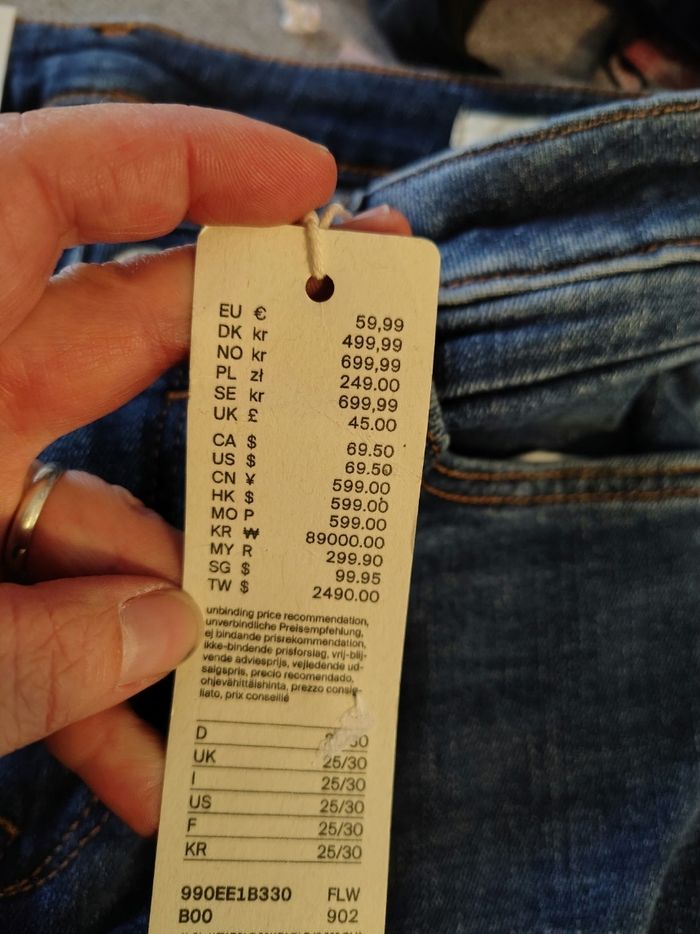 EU € 59,99
DK kr 499,99
NO kr 699,99
PL zł 249.00
SE kr 699,99
UK £ 45.00
CA $ 69.50
US $ 69.50
CN ¥ 599.00
HK $ 599.00
MO P 599.00
KR ₩ 89000.00
MY R 299.90
SG $ 99.95
TW $ 2490.00
unbinding price recommendation,
unverbindliche Preisempfehlung,
ej bindande prisrekommendation,
ikke-bindende prisforslag, vrij-blij-
vende adviesprijs, vejledende ud-
salgspris, precio recomendado,
ohjevähittäishinta, prezzo consig-
liato, prix conseillé
D
UK 25/30
I 25/30
US 25/30
F 25/30
KR 25/30
990EE1B330 FLW
B00 902